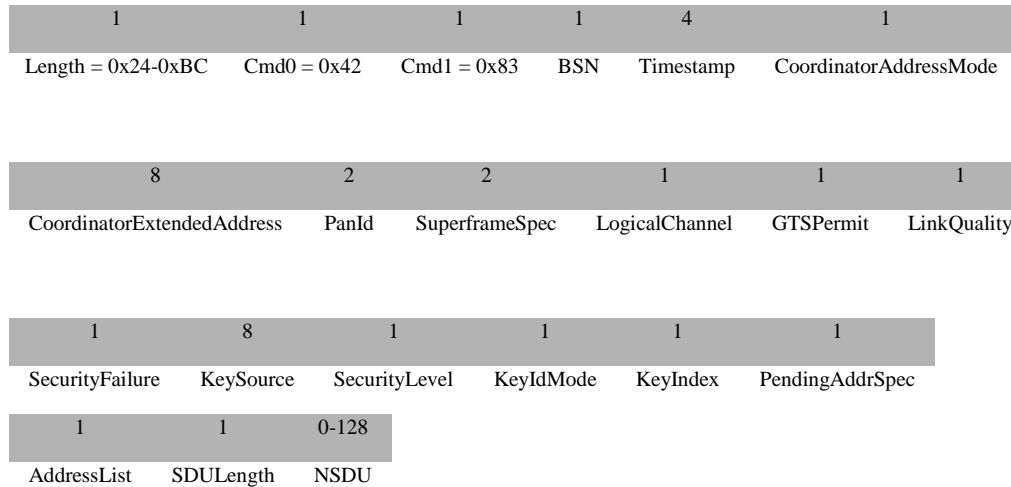 1 1 1 1 4 1
Length = 0x24-0xBC Cmd0 = 0x42 Cmd1 = 0x83 BSN Timestamp CoordinatorAddressMode
8 2 2 1 1 1
CoordinatorExtendedAddress PanId SuperframeSpec LogicalChannel GTSPermit LinkQuality
1 8 1 1 1 1
SecurityFailure KeySource SecurityLevel KeyIdMode KeyIndex PendingAddrSpec
1 1 0-128
AddressList SDULength NSDU